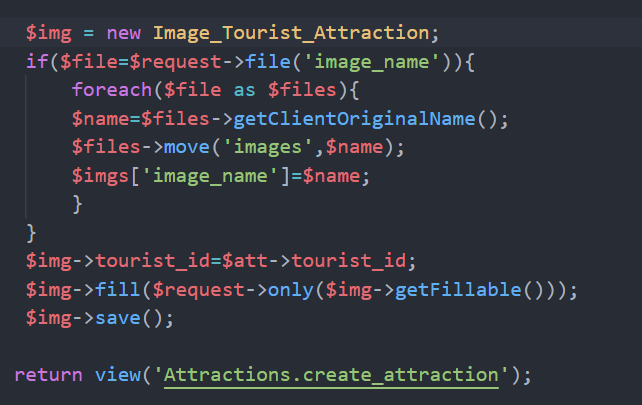 $img = new Image_Tourist_Attraction;
if($file=$request->file('image_name')){
foreach($file as $files){
$name=$files->getClientOriginalName();
$files->move('images',$name);
$imgs['image_name']=$name;
}
}
$img->tourist_id=$att->tourist_id;
$img->fill($request->only($img->getFillable()));
$img->save();
return view('Attractions.create_attraction');